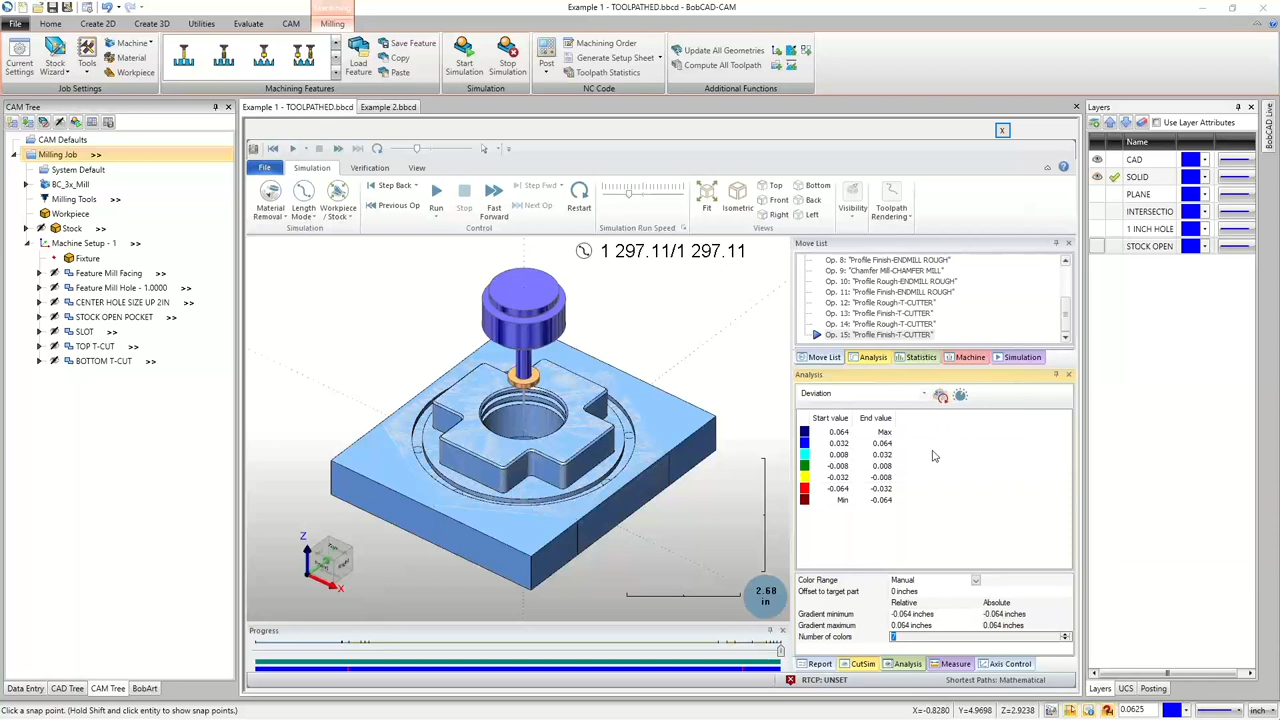 Example 1 - TOOLPATHED.bbcd - BobCAD-CAM
Machining
File Home Create 2D Create 3D Utilities Evaluate CAM Milling
Current Settings
Stock Wizard
Tools
Machine
Material
Workpiece
Load Feature
Save Feature
Copy
Paste
Start Simulation
Stop Simulation
Post
Machining Order
Generate Setup Sheet
Toolpath Statistics
Update All Geometries
Compute All Toolpath
Job Settings Machining Features Simulation NC Code Additional Functions
CAM Tree
CAM Defaults
Milling Job >>
System Default
BC_3x_Mill
Milling Tools >>
Workpiece
Stock >>
Machine Setup - 1 >>
Fixture
Feature Mill Facing >>
Feature Mill Hole - 1.0000 >>
CENTER HOLE SIZE UP 2IN >>
STOCK OPEN POCKET >>
SLOT >>
TOP T-CUT >>
BOTTOM T-CUT >>
Data Entry CAD Tree CAM Tree BobArt
Example 1 - TOOLPATHED.bbcd Example 2.bbcd
X
File Simulation Verification View
Material Removal
Length Mode
Workpiece / Stock
Step Back
Previous Op
Run
Stop
Fast Forward
Step Fwd
Next Op
Restart
Fit
Isometric
Top Bottom
Front Back
Right Left
Visibility
Toolpath Rendering
Simulation Control Simulation Run Speed Views
1 297.11/1 297.11
Z
X
2.68 in
Progress
Move List
Op. 8: "Profile Finish-ENDMILL ROUGH"
Op. 9: "Chamfer Mill-CHAMFER MILL"
Op. 10: "Profile Rough-ENDMILL ROUGH"
Op. 11: "Profile Finish-ENDMILL ROUGH"
Op. 12: "Profile Rough-T-CUTTER"
Op. 13: "Profile Finish-T-CUTTER"
Op. 14: "Profile Rough-T-CUTTER"
Op. 15: "Profile Finish-T-CUTTER"
Move List Analysis Statistics Machine Simulation
Analysis
Deviation
Start value End value
0.064 Max
0.032 0.064
0.008 0.032
-0.008 0.008
-0.032 -0.008
-0.064 -0.032
Min -0.064
Color Range Manual
Offset to target part 0 inches
Relative Absolute
Gradient minimum -0.064 inches -0.064 inches
Gradient maximum 0.064 inches 0.064 inches
Number of colors 7
Report CutSim Analysis Measure Axis Control
RTCP: UNSET Shortest Paths: Mathematical
Layers
Use Layer Attributes
Name
CAD
SOLID
PLANE
INTERSECTIO
1 INCH HOLE
STOCK OPEN
Layers UCS Posting
BobCAD Live
Click a snap point. (Hold Shift and click entity to show snap points.)
X=-0.8280 Y=4.9698 Z=2.9238 0.0625 inch